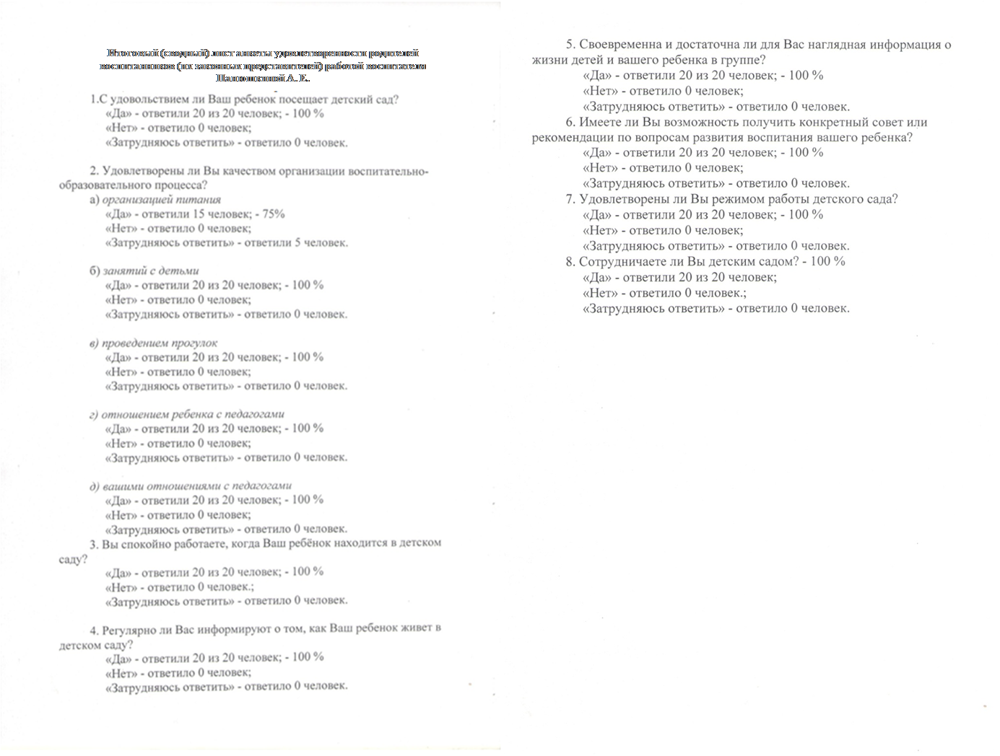 Итоговый (сводный) лист анкеты удовлетворенности родителей
воспитанников (их законных представителей) работой воспитателя
Панюшкиной А. Е.
1.С удовольствием ли Ваш ребенок посещает детский сад?
«Да» - ответили 20 из 20 человек; - 100 %
«Нет» - ответило 0 человек;
«Затрудняюсь ответить» - ответило 0 человек.
2. Удовлетворены ли Вы качеством организации воспитательно-
образовательного процесса?
а) организацией питания
«Да» - ответили 15 человек; - 75%
«Нет» - ответило 0 человек;
«Затрудняюсь ответить» - ответили 5 человек.
б) занятий с детьми
«Да» - ответили 20 из 20 человек; - 100 %
«Нет» - ответило 0 человек;
«Затрудняюсь ответить» - ответило 0 человек.
в) проведением прогулок
«Да» - ответили 20 из 20 человек; - 100 %
«Нет» - ответило 0 человек;
«Затрудняюсь ответить» - ответило 0 человек.
г) отношением ребенка с педагогами
«Да» - ответили 20 из 20 человек; - 100 %
«Нет» - ответило 0 человек;
«Затрудняюсь ответить» - ответило 0 человек.
д) вашими отношениями с педагогами
«Да» - ответили 20 из 20 человек; - 100 %
«Нет» - ответило 0 человек;
«Затрудняюсь ответить» - ответило 0 человек.
3. Вы спокойно работаете, когда Ваш ребёнок находится в детском
саду?
«Да» - ответили 20 из 20 человек; - 100 %
«Нет» - ответило 0 человек.;
«Затрудняюсь ответить» - ответило 0 человек.
4. Регулярно ли Вас информируют о том, как Ваш ребенок живет в
детском саду?
«Да» - ответили 20 из 20 человек; - 100 %
«Нет» - ответило 0 человек;
«Затрудняюсь ответить» - ответило 0 человек.
5. Своевременна и достаточна ли для Вас наглядная информация о
жизни детей и вашего ребенка в группе?
«Да» - ответили 20 из 20 человек; - 100 %
«Нет» - ответило 0 человек;
«Затрудняюсь ответить» - ответило 0 человек.
6. Имеете ли Вы возможность получить конкретный совет или
рекомендации по вопросам развития воспитания вашего ребенка?
«Да» - ответили 20 из 20 человек; - 100 %
«Нет» - ответило 0 человек;
«Затрудняюсь ответить» - ответило 0 человек.
7. Удовлетворены ли Вы режимом работы детского сада?
«Да» - ответили 20 из 20 человек; - 100 %
«Нет» - ответило 0 человек;
«Затрудняюсь ответить» - ответило 0 человек.
8. Сотрудничаете ли Вы детским садом? - 100 %
«Да» - ответили 20 из 20 человек;
«Нет» - ответило 0 человек.;
«Затрудняюсь ответить» - ответило 0 человек.